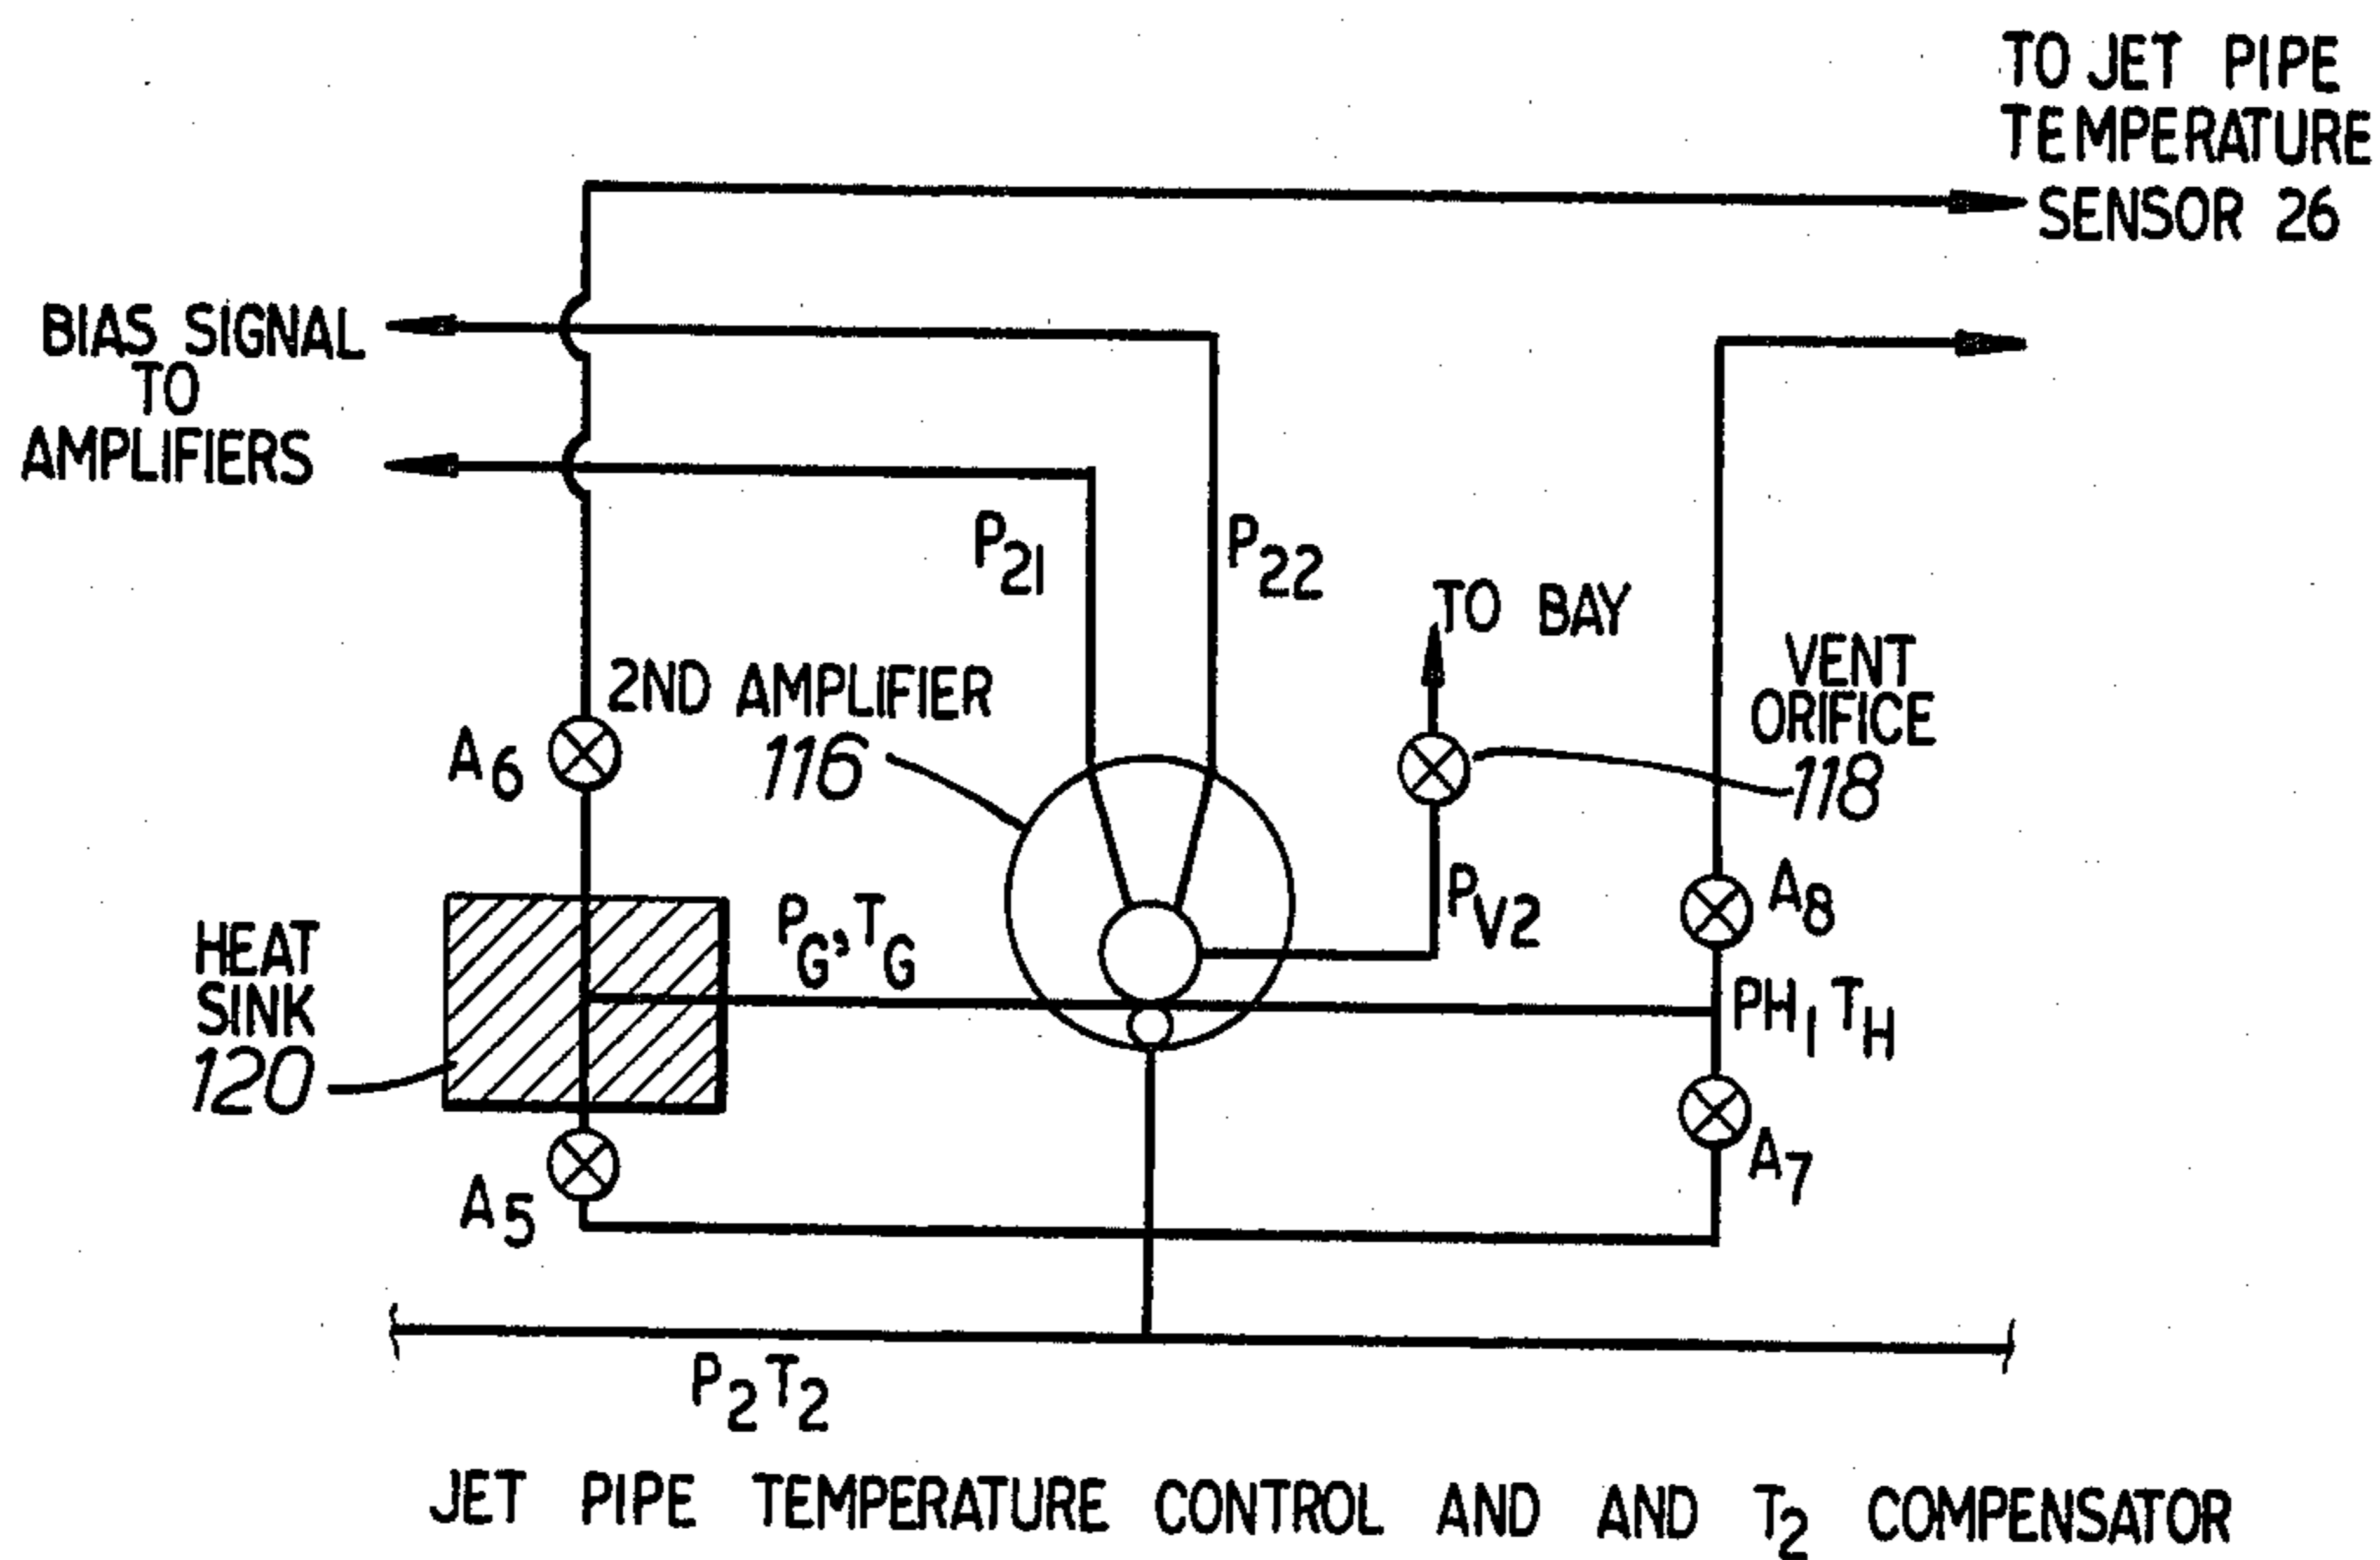 TO JET PIPE
TEMPERATURE
SENSOR 26
BIAS SIGNAL
TO
AMPLIFIERS
P21
P22
TO BAY
VENT
ORIFICE
118
2ND AMPLIFIER
116
A6
A8
PV2
HEAT
SINK
120
PG,TG
PH,TH
A7
A5
P2T2
JET PIPE TEMPERATURE CONTROL AND AND T2 COMPENSATOR